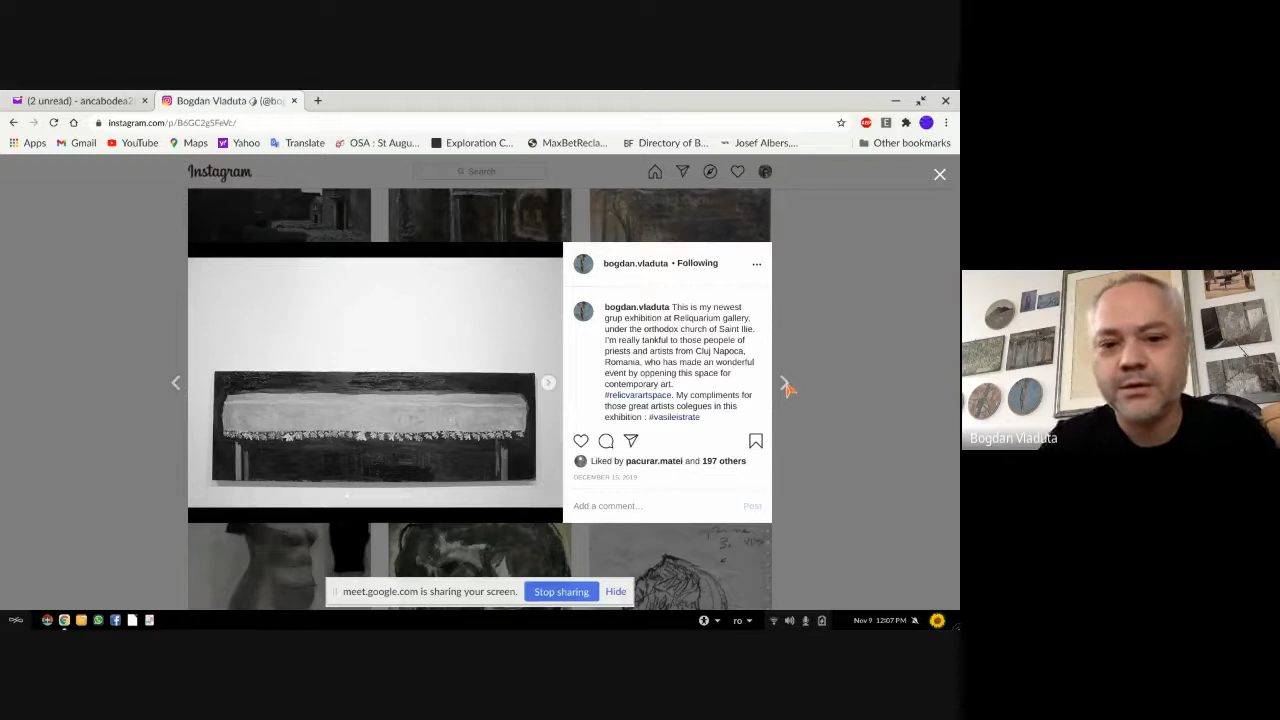 (2 unread) - ancabodea2
Bogdan Vladuta
instagram.com/p/B6GC2g5FeVc/
ABP
E
Apps
Gmail
YouTube
Maps
Yahoo
Translate
OSA : St Augu...
Exploration C...
MaxBetRecla...
BF Directory of B...
Josef Albers,...
Other bookmarks
Instagram
Search
bogdan.vladuta • Following
bogdan.vladuta This is my newest
grup exhibition at Reliquarium gallery,
under the orthodox church of Saint Ilie.
I'm really tankful to those peopele of
priests and artists from Cluj Napoca,
Romania, who has made an wonderful
event by oppening this space for
contemporary art.
#relicvarartspace. My compliments for
those great artists colegues in this
exhibition : #vasileistrate
Liked by pacurar.matei and 197 others
DECEMBER 15, 2019
Add a comment...
Post
meet.google.com is sharing your screen.
Stop sharing
Hide
ro
Nov 9 12:07 PM
Bogdan Vladuta